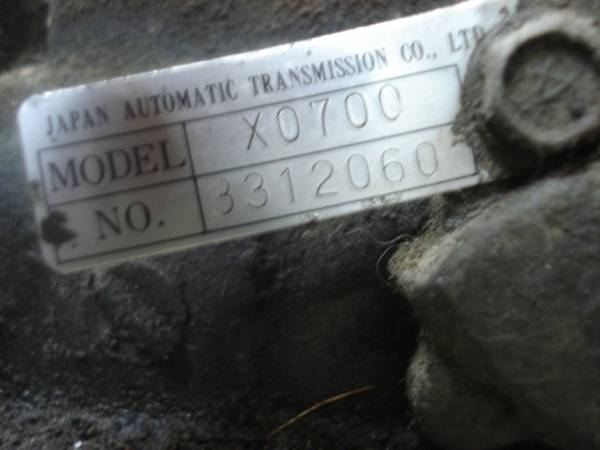 JAPAN AUTOMATIC TRANSMISSION CO., LTD.
MODEL X0700
NO. 3312060